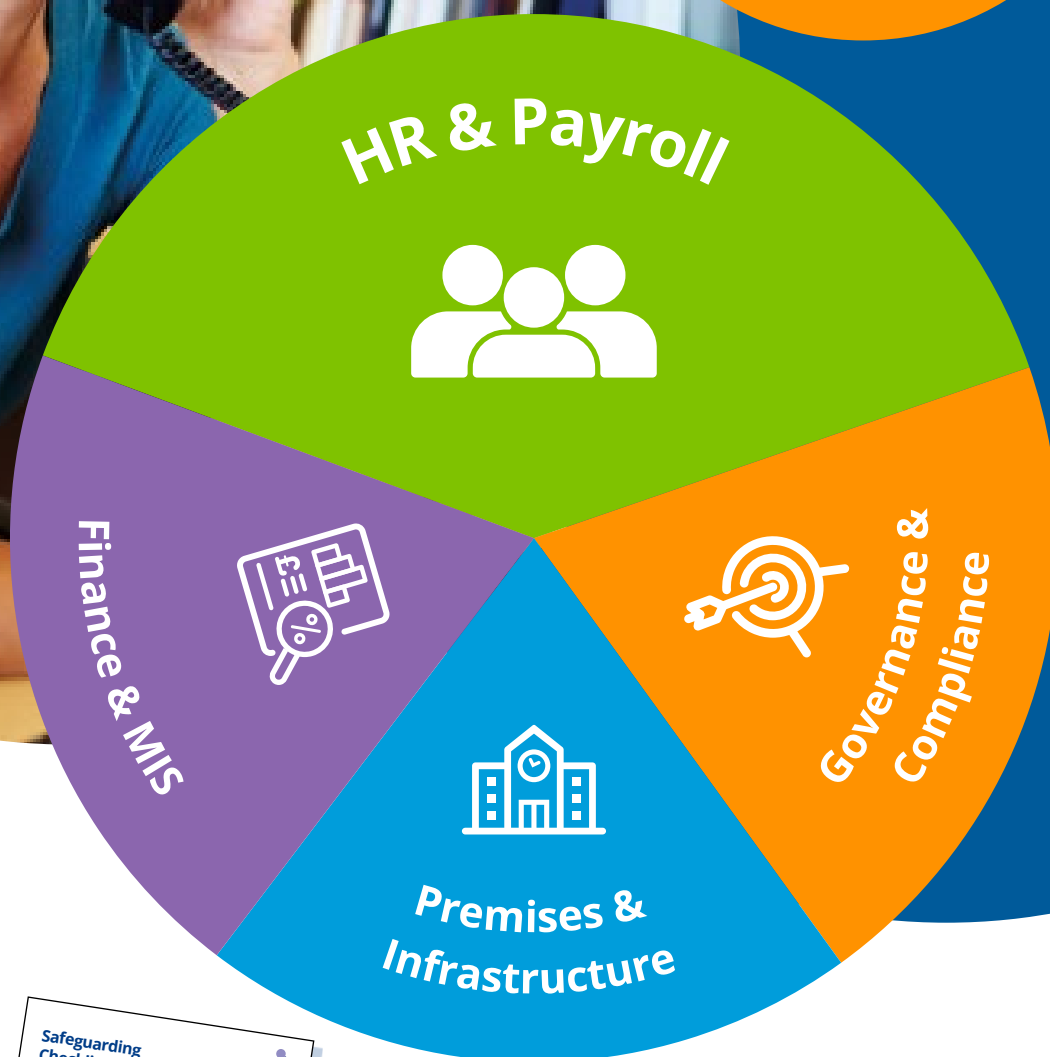 HR & Payroll
Governance &
Compliance
Premises &
Infrastructure
Finance & MIS
Safeguarding